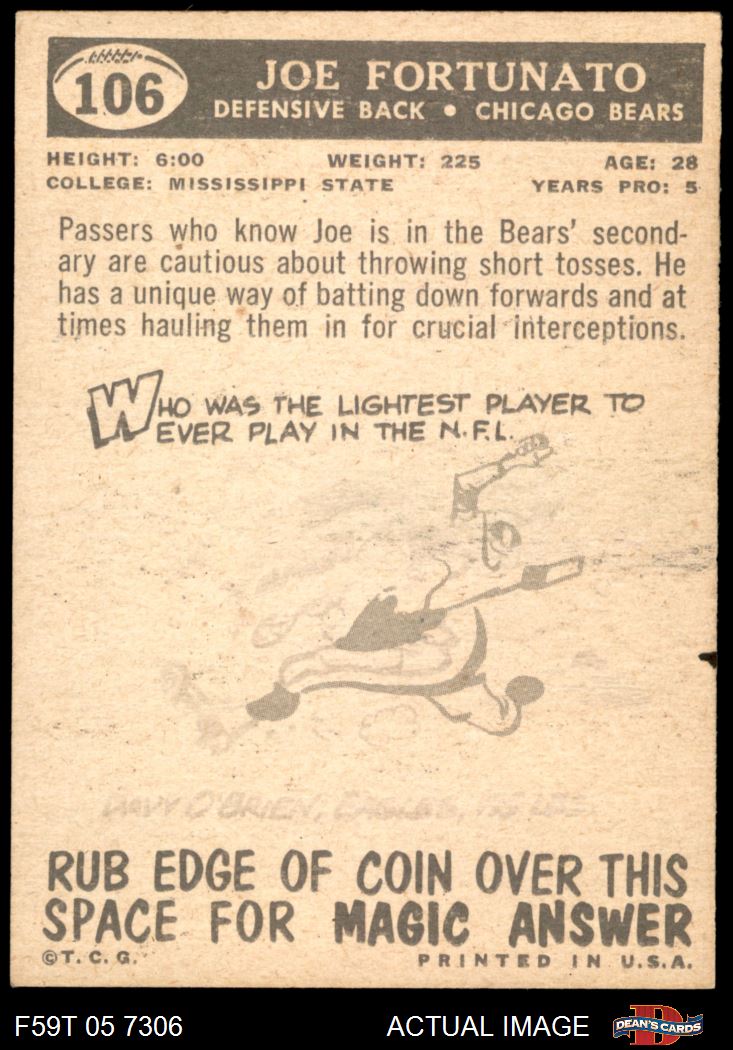 106
JOE FORTUNATO
DEFENSIVE BACK • CHICAGO BEARS
HEIGHT: 6:00 WEIGHT: 225 AGE: 28
COLLEGE: MISSISSIPPI STATE YEARS PRO: 5
Passers who know Joe is in the Bears' second-
ary are cautious about throwing short tosses. He
has a unique way of batting down forwards and at
times hauling them in for crucial interceptions.
WHO WAS THE LIGHTEST PLAYER TO
EVER PLAY IN THE N.F.L.
DAVY O'BRIEN, EAGLES,
RUB EDGE OF COIN OVER THIS
SPACE FOR MAGIC ANSWER
©T. C. G. PRINTED IN U.S.A.
F59T 05 7306 ACTUAL IMAGE D DEAN'S CARDS